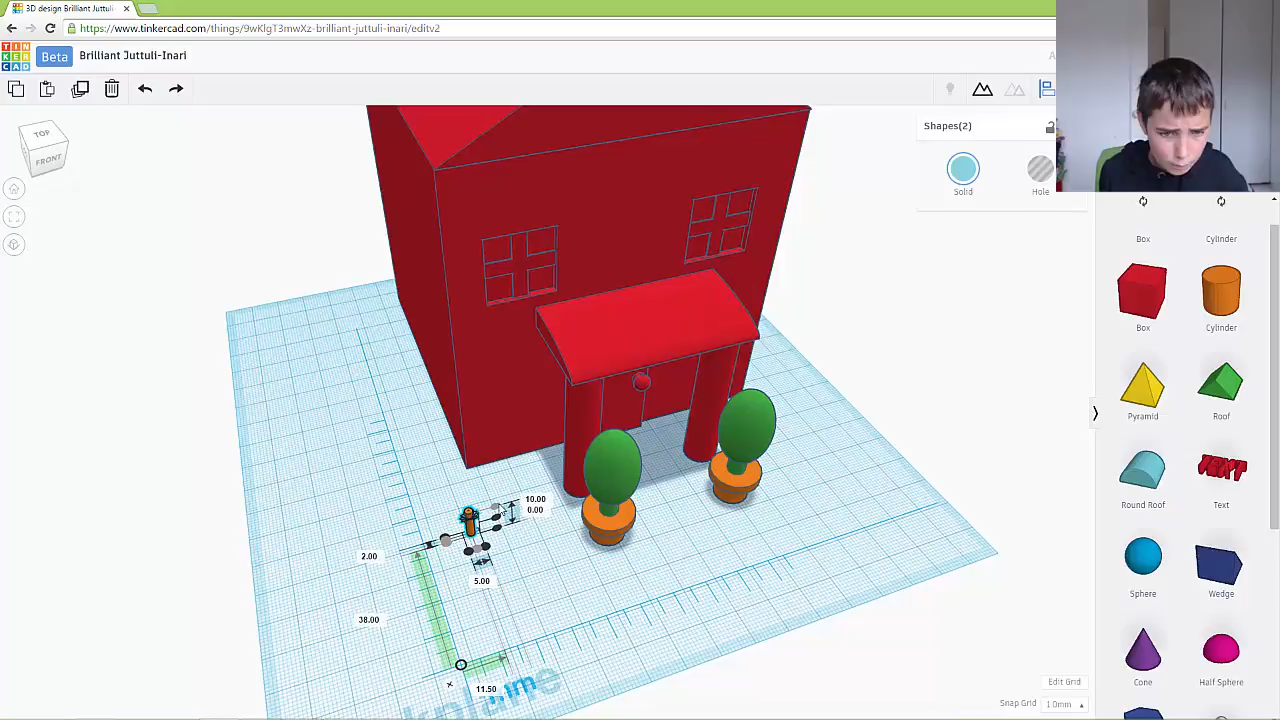 3D design Brilliant Juttuli-
https://www.tinkercad.com/things/9wKlgT3mwXz-brilliant-juttuli-inari/editv2
TIN
KER
CAD
Beta
Brilliant Juttuli-Inari
TOP
FRONT
Shapes(2)
Solid
Hole
Box
Cylinder
Box
Cylinder
Pyramid
Roof
TEXT
Round Roof
Text
Sphere
Wedge
Cone
Half Sphere
10.00
0.00
2.00
5.00
38.00
11.50
Edit Grid
Snap Grid
1.0mm